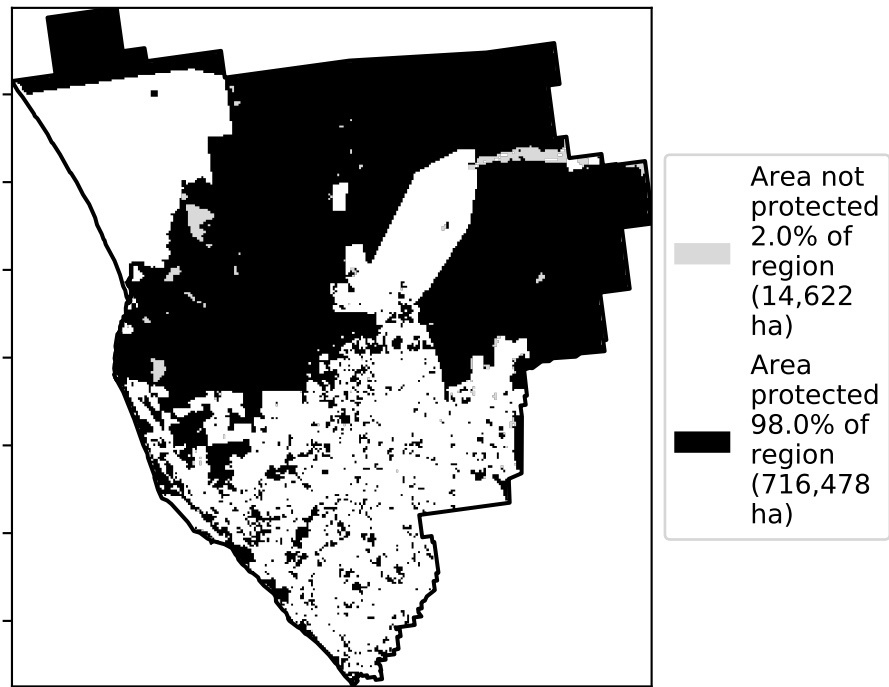 Area not
protected
2.0% of
region
(14,622
ha)
Area
protected
98.0% of
region
(716,478
ha)